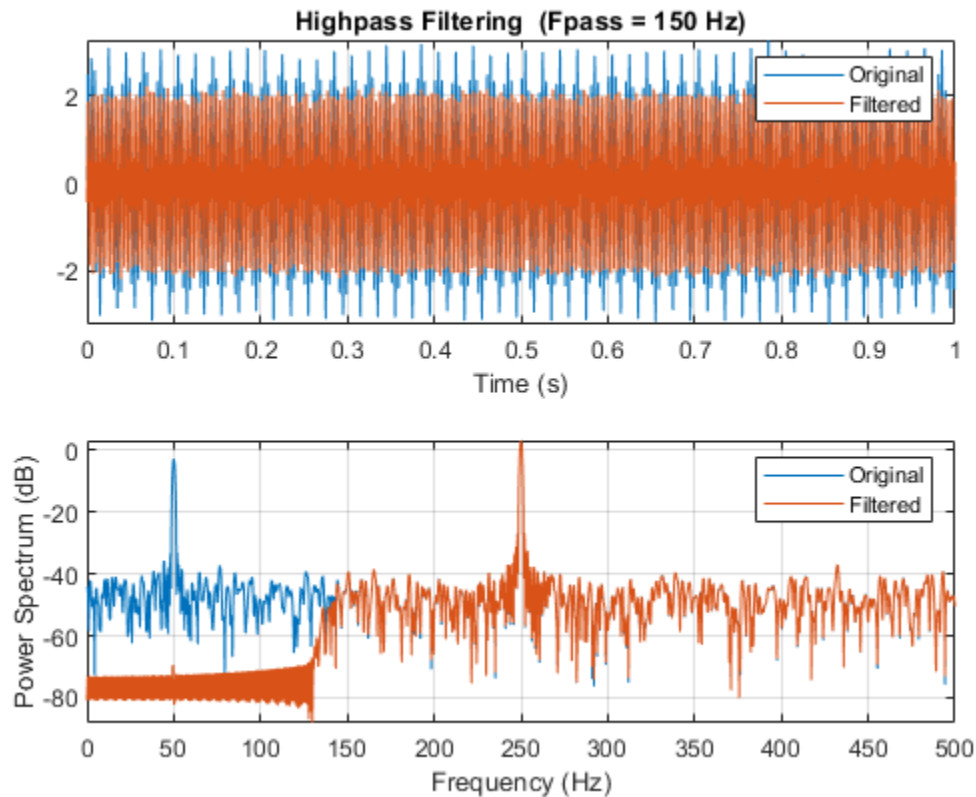 Highpass Filtering (Fpass = 150 Hz)
Original
Filtered
2
0
-2
0 0.1 0.2 0.3 0.4 0.5 0.6 0.7 0.8 0.9 1
Time (s)
Original
Filtered
0
-20
-40
-60
-80
Power Spectrum (dB)
0 50 100 150 200 250 300 350 400 450 500
Frequency (Hz)